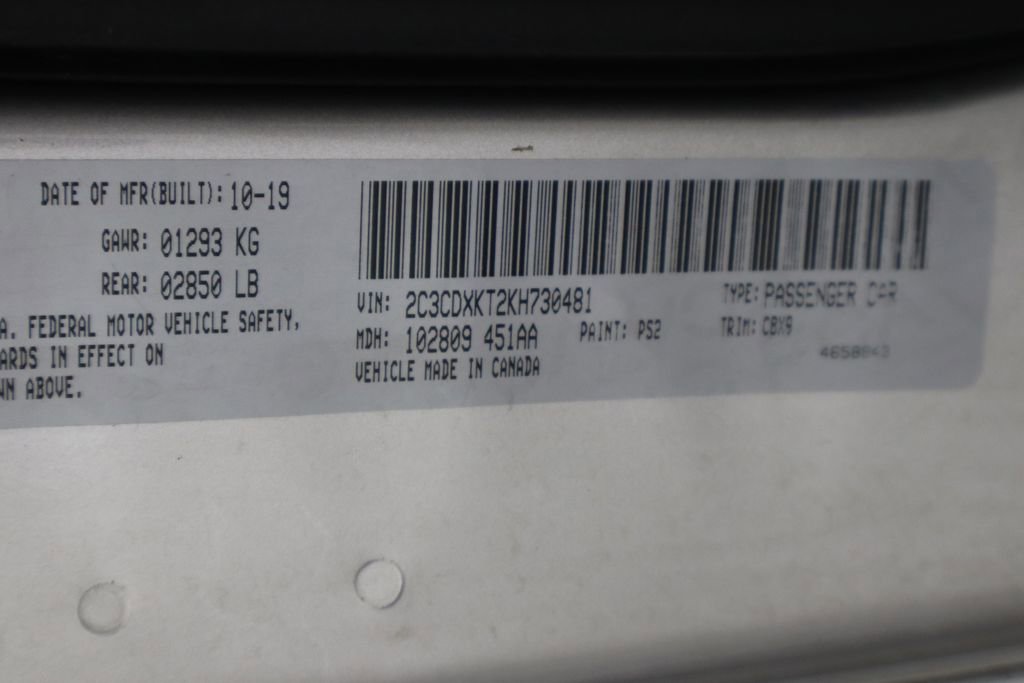 DATE OF MFR(BUILT): 10-19
GAWR: 01293 KG
REAR: 02850 LB
A. FEDERAL MOTOR VEHICLE SAFETY,
ARDS IN EFFECT ON
WN ABOVE.
VIN: 2C3CDXKT2KH730481
TYPE: PASSENGER CAR
MDH: 102809 451AA
PAINT: PS2
TRIM: CBX9
VEHICLE MADE IN CANADA